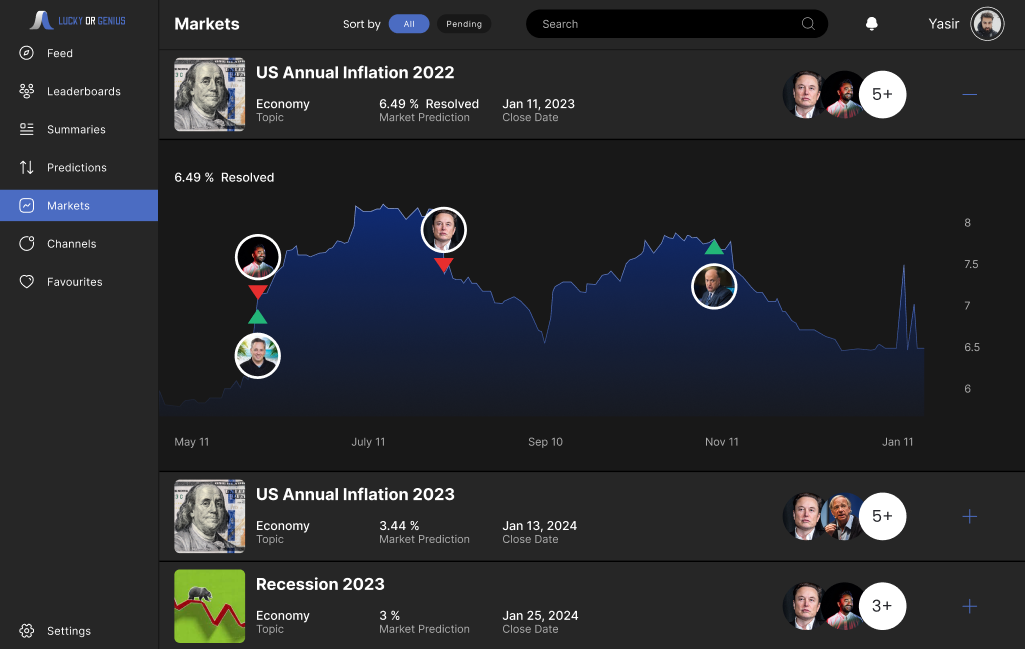 LUCKY OR GENIUS
Feed
Leaderboards
Summaries
Predictions
Markets
Channels
Favourites
Settings
Markets
Sort by
All
Pending
Search
Yasir
US Annual Inflation 2022
Economy 6.49 % Resolved Jan 11, 2023
Topic Market Prediction Close Date
5+
6.49 % Resolved
8
7.5
7
6.5
6
May 11 July 11 Sep 10 Nov 11 Jan 11
US Annual Inflation 2023
Economy 3.44 % Jan 13, 2024
Topic Market Prediction Close Date
5+
Recession 2023
Economy 3 % Jan 25, 2024
Topic Market Prediction Close Date
3+